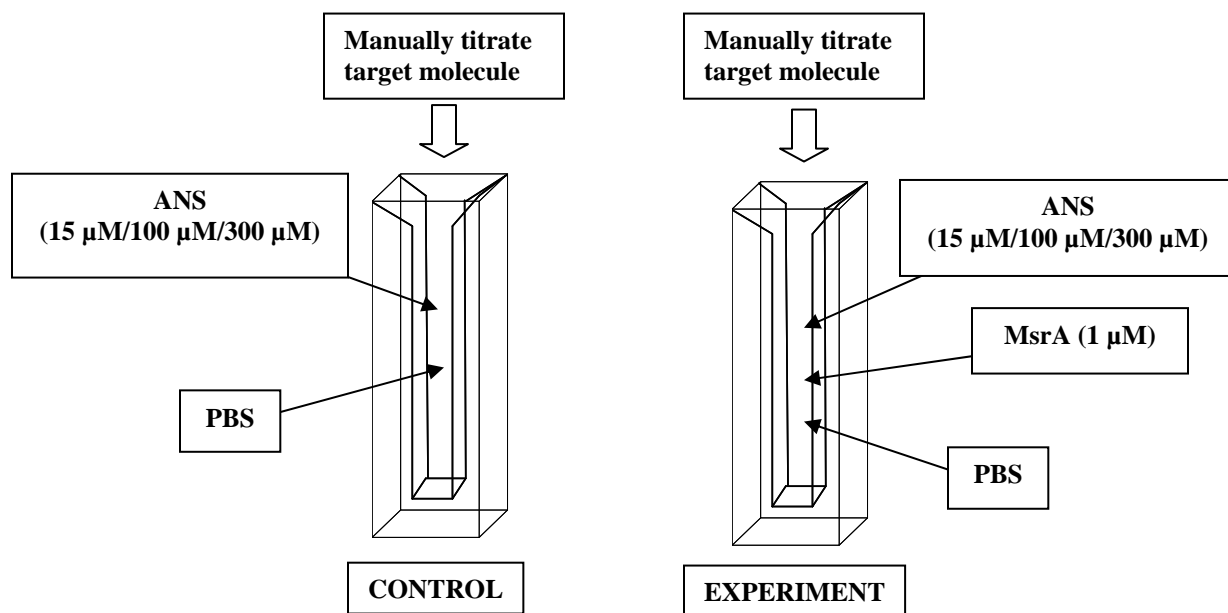 Manually titrate
target molecule
Manually titrate
target molecule
ANS
(15 µM/100 µM/300 µM)
PBS
ANS
(15 µM/100 µM/300 µM)
MsrA (1 µM)
PBS
CONTROL
EXPERIMENT